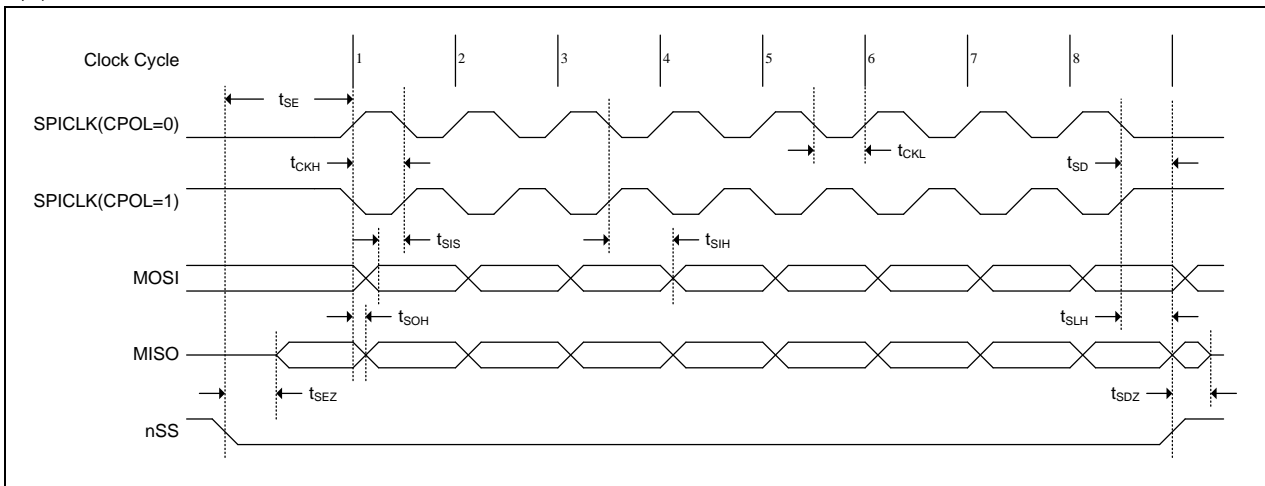 Clock Cycle 1 2 3 4 5 6 7 8
tSE
SPICLK(CPOL=0)
tCKH tCKL tSD
SPICLK(CPOL=1)
tSIS tSIH
MOSI
tSOH tSLH
MISO
tSEZ tSDZ
nSS